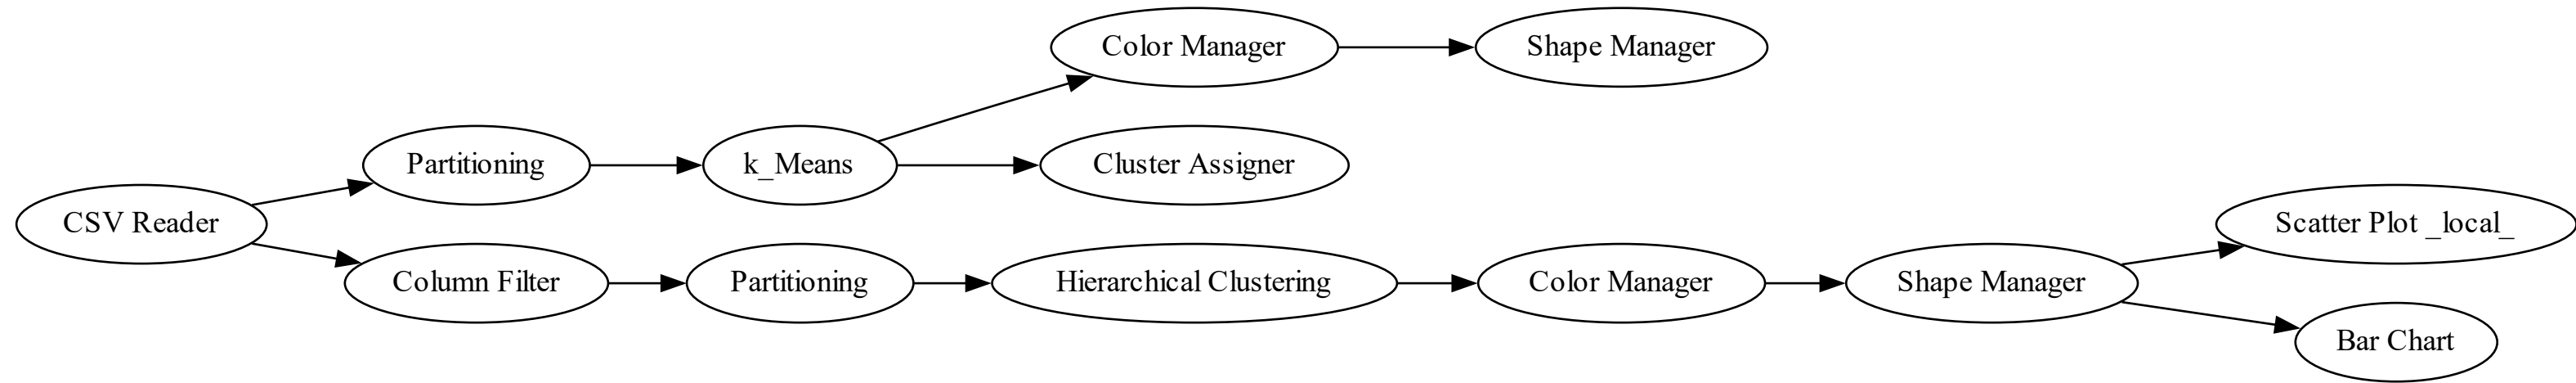 Color Manager
Shape Manager
Partitioning
k_Means
Cluster Assigner
CSV Reader
Scatter Plot _local_
Column Filter
Partitioning
Hierarchical Clustering
Color Manager
Shape Manager
Bar Chart